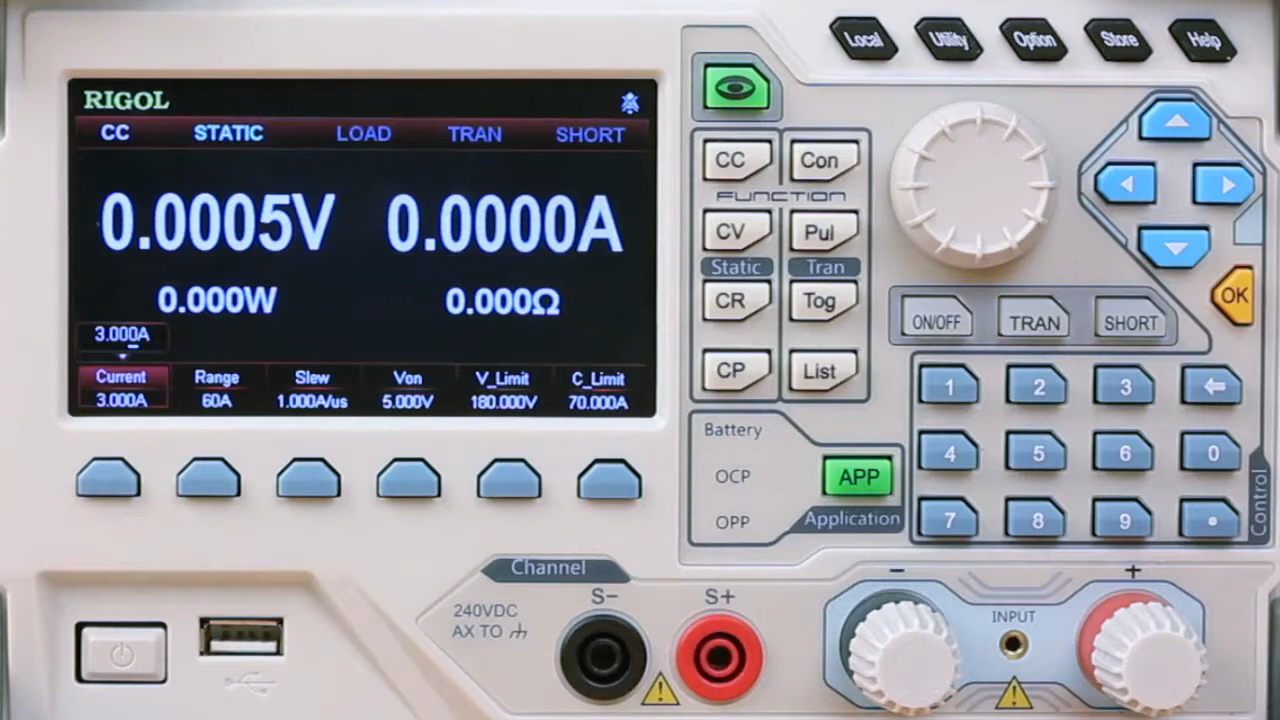 Local Utility Option Store Help
RIGOL
CC STATIC LOAD TRAN SHORT
0.0005V 0.0000A
0.000W 0.000Ω
3.000A
Current Range Slew Von V_Limit C_Limit
3.000A 60A 1.000A/us 5.000V 180.000V 70.000A
CC Con
FUNCTION
CV Pul
Static Tran
CR Tog
CP List
OK
ON/OFF TRAN SHORT
1 2 3
4 5 6 0
7 8 9 .
Control
Battery
OCP
OPP
APP
Application
Channel
240VDC
AX TO
S- S+
- +
INPUT